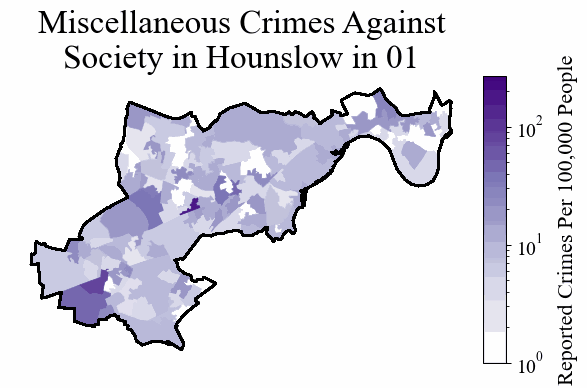 Miscellaneous Crimes Against
Society in Hounslow in 01
10^2
10^1
10^0
Reported Crimes Per 100,000 People